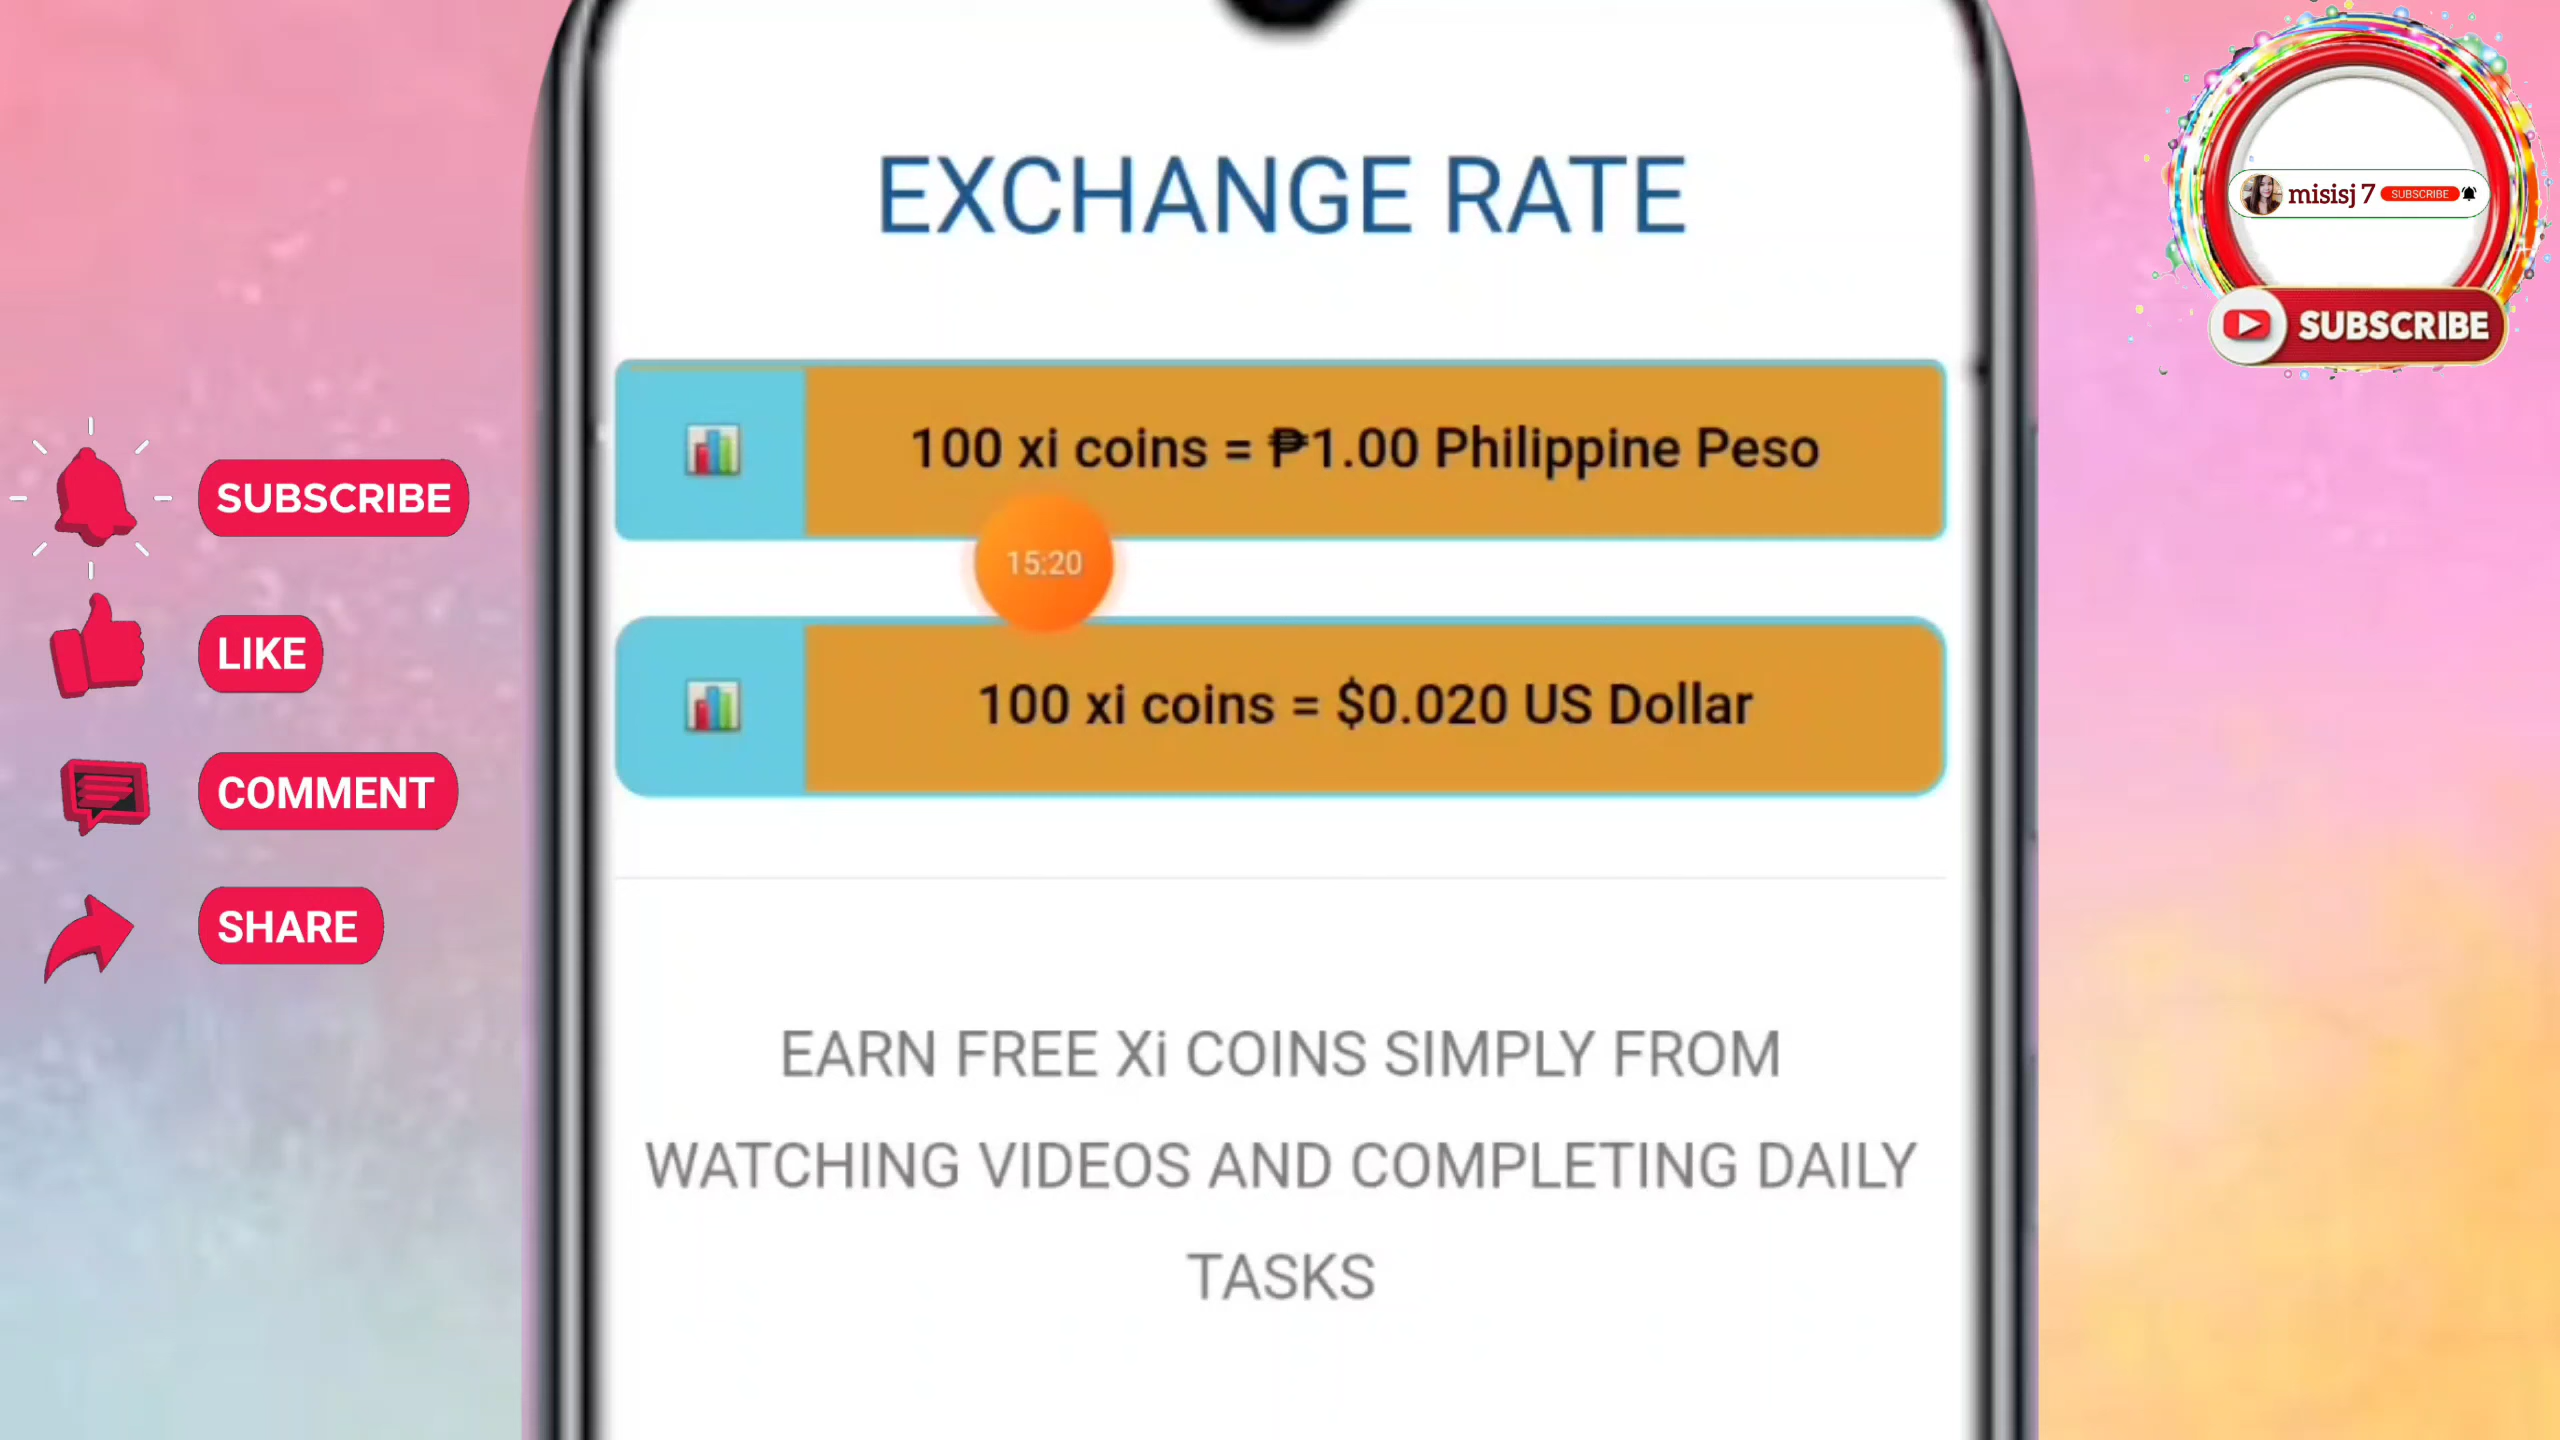 EXCHANGE RATE
100 xi coins = ₱1.00 Philippine Peso
15:20
100 xi coins = $0.020 US Dollar
EARN FREE Xi COINS SIMPLY FROM
WATCHING VIDEOS AND COMPLETING DAILY
TASKS
SUBSCRIBE
LIKE
COMMENT
SHARE
misisj 7 SUBSCRIBE
SUBSCRIBE